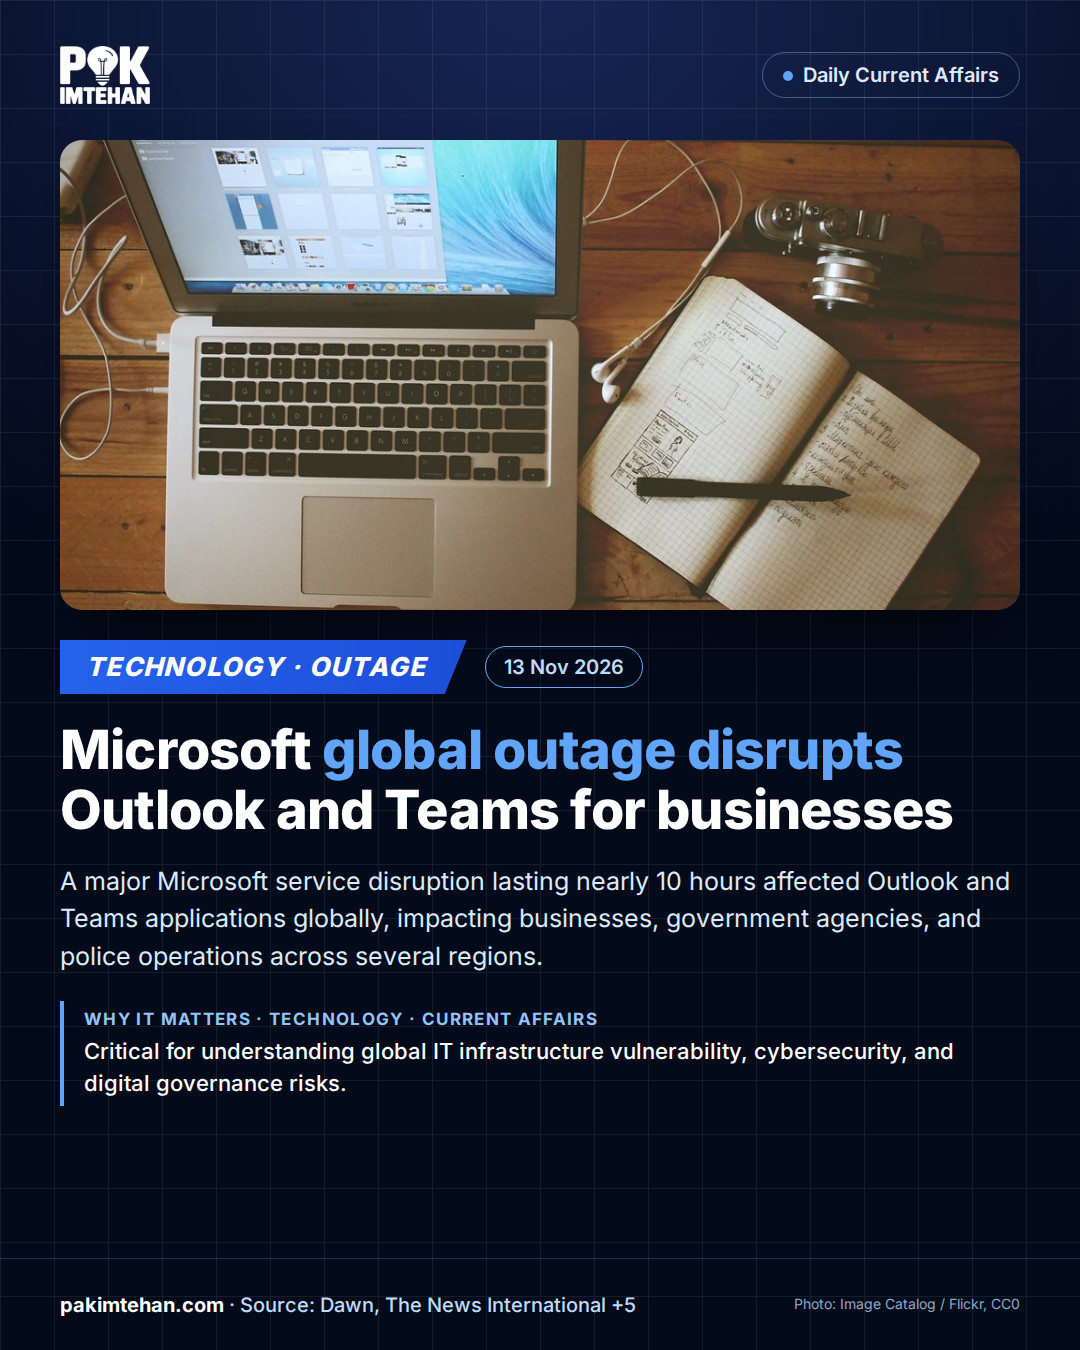 PAK
IMTEHAN
Daily Current Affairs
TECHNOLOGY · OUTAGE
13 Nov 2026
Microsoft global outage disrupts
Outlook and Teams for businesses
A major Microsoft service disruption lasting nearly 10 hours affected Outlook and
Teams applications globally, impacting businesses, government agencies, and
police operations across several regions.
WHY IT MATTERS · TECHNOLOGY · CURRENT AFFAIRS
Critical for understanding global IT infrastructure vulnerability, cybersecurity, and
digital governance risks.
pakimtehan.com · Source: Dawn, The News International +5
Photo: Image Catalog / Flickr, CC0